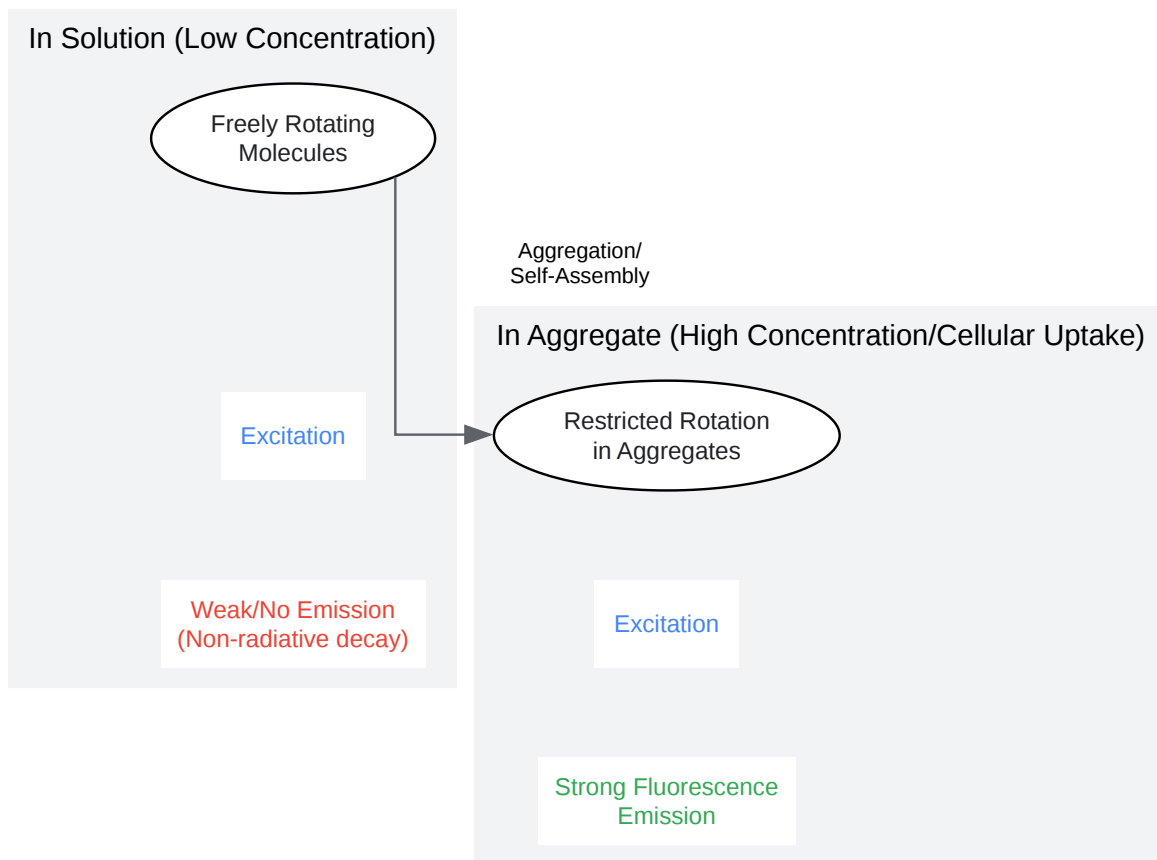 In Solution (Low Concentration)
Freely Rotating
Molecules
Excitation
Weak/No Emission
(Non-radiative decay)
Aggregation/
Self-Assembly
In Aggregate (High Concentration/Cellular Uptake)
Restricted Rotation
in Aggregates
Excitation
Strong Fluorescence
Emission